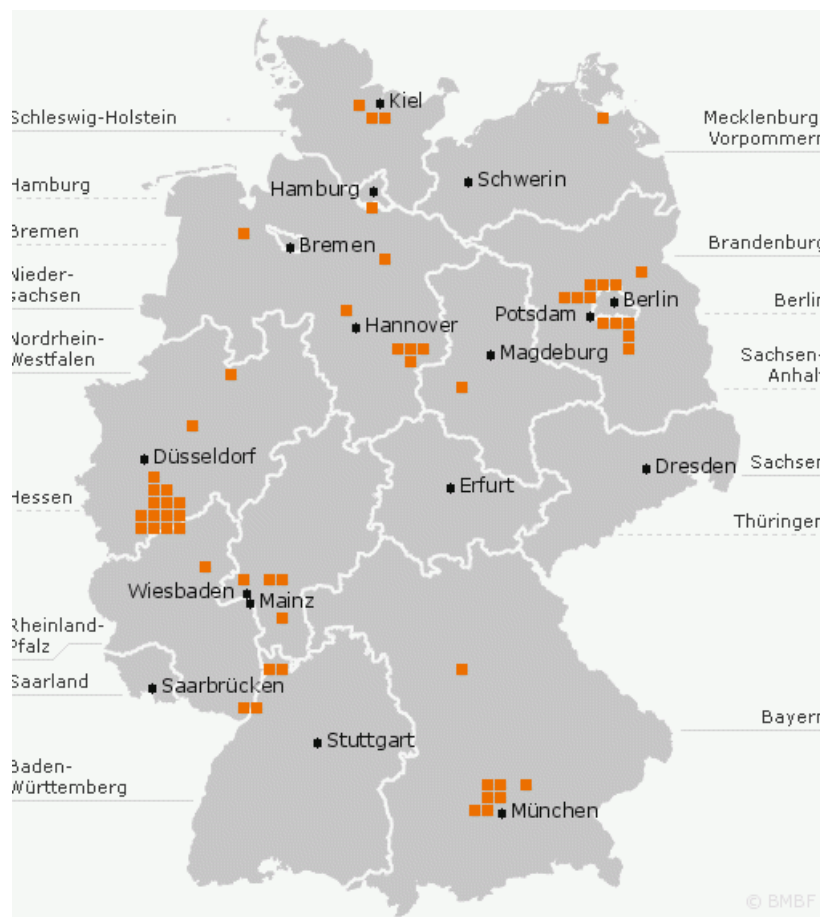 Kiel
Schleswig-Holstein
Mecklenburg
Vorpommern
Schwerin
Hamburg
Hamburg
Bremen
Bremen
Brandenburg
Nieder-
sachsen
Berlin
Berlin
Potsdam
Hannover
Nordrhein-
Westfalen
Magdeburg
Sachsen-
Anhalt
Düsseldorf
Dresden
Sachsen
Erfurt
Hessen
Thüringen
Wiesbaden
Mainz
Rheinland-
Pfalz
Saarland
Saarbrücken
Bayern
Stuttgart
Baden-
Württemberg
München
© BMBF